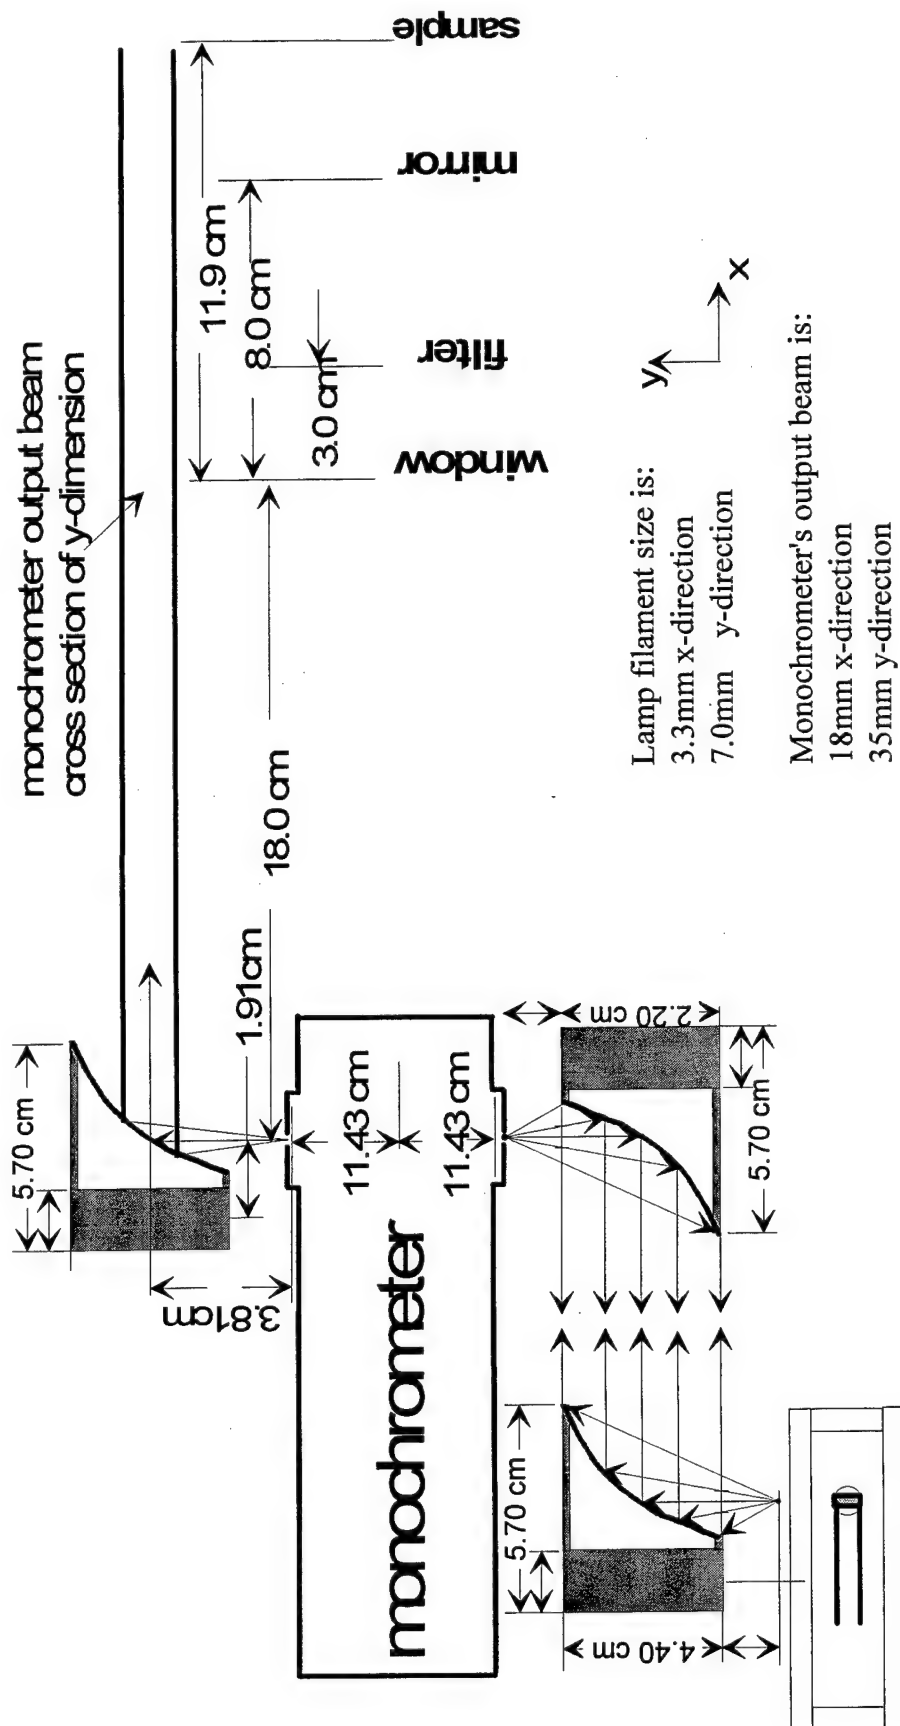 monochrometer output beam
cross section of y-dimension
5.70 cm
3.81cm
1.91cm
18.0 cm
11.9 cm
8.0 cm
3.0 cm
window
filter
mirror
sample
monochrometer
11.43 cm
11.43 cm
5.70 cm
4.40 cm
2.20 cm
5.70 cm
y
x
Lamp filament size is:
3.3mm x-direction
7.0mm y-direction
Monochrometer's output beam is:
18mm x-direction
35mm y-direction